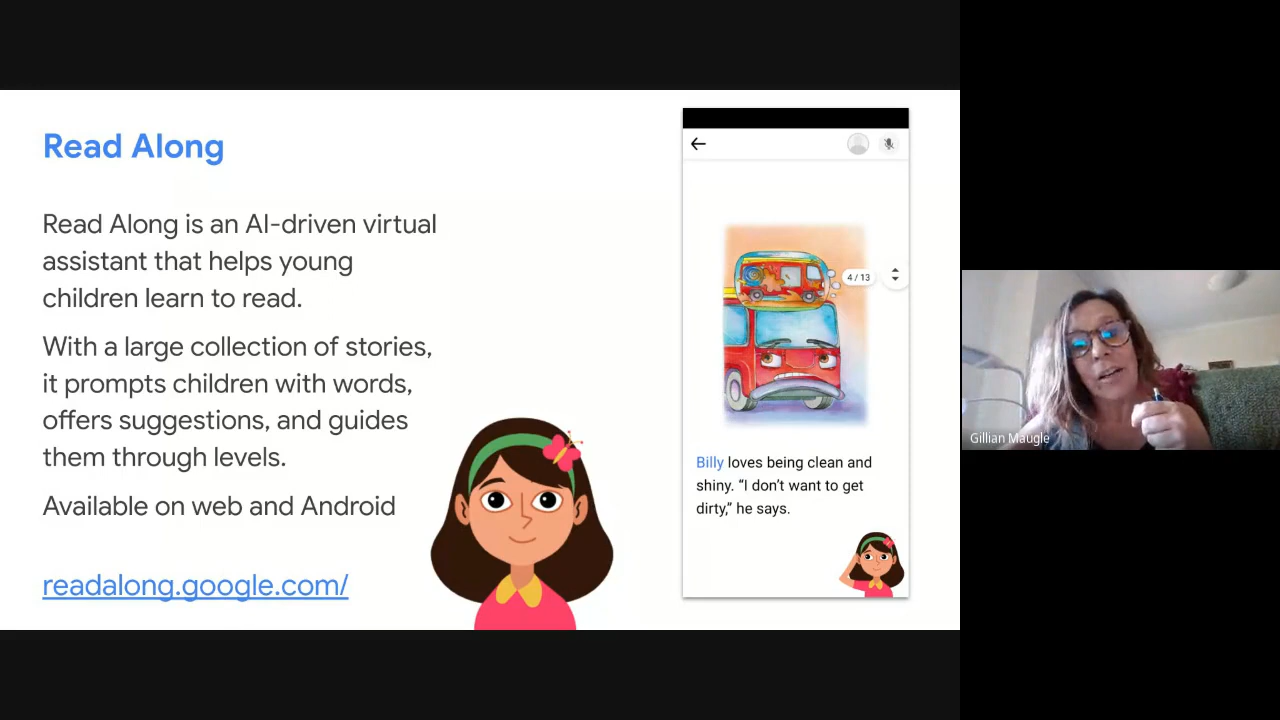 Read Along
Read Along is an AI-driven virtual
assistant that helps young
children learn to read.
With a large collection of stories,
it prompts children with words,
offers suggestions, and guides
them through levels.
Available on web and Android
readalong.google.com/
4 / 13
Billy loves being clean and
shiny. “I don’t want to get
dirty,” he says.
Gillian Maugle